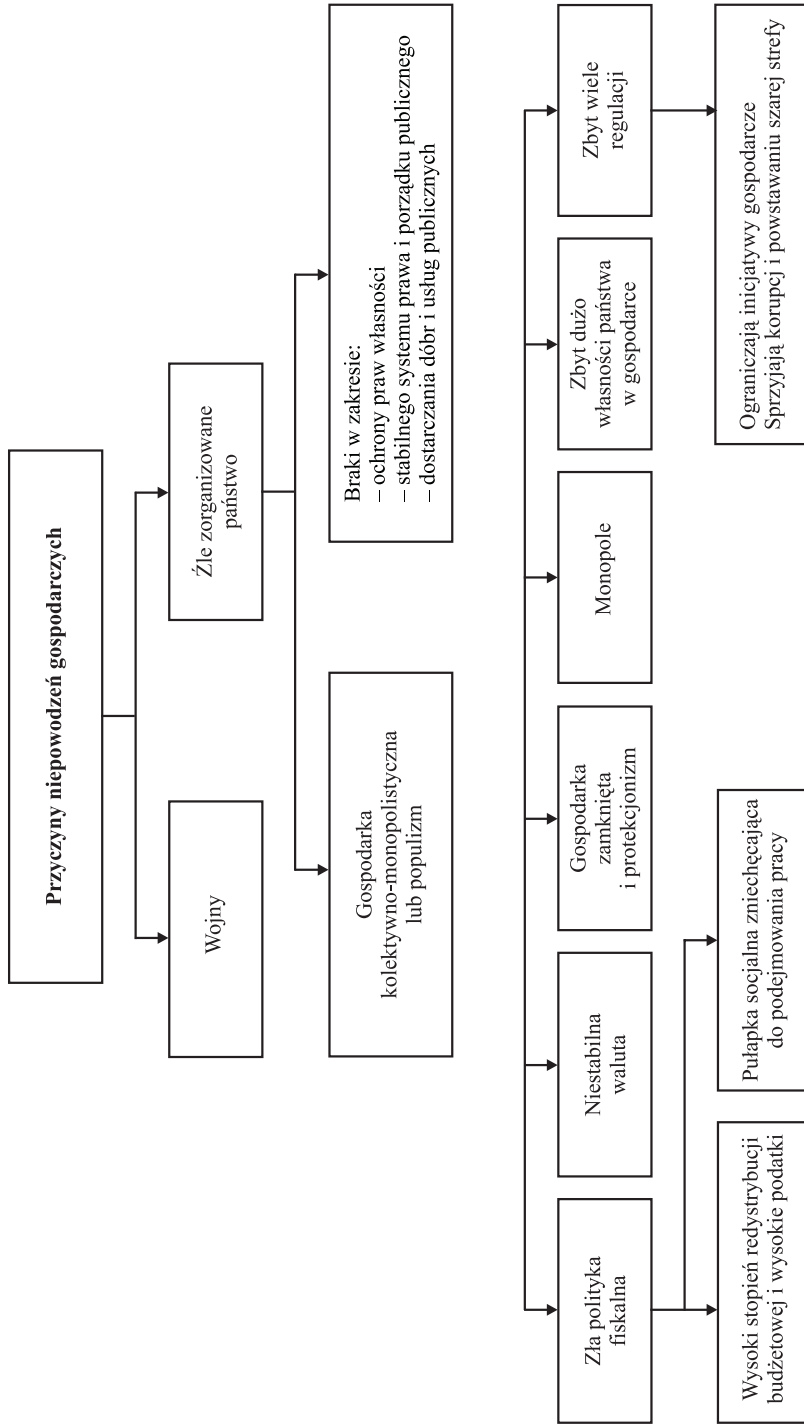 Przyczyny niepowodzeń gospodarczych
Wojny
Źle zorganizowane
państwo
Gospodarka
kolektywno-monopolistyczna
lub populizm
Braki w zakresie:
– ochrony praw własności
– stabilnego systemu prawa i porządku publicznego
– dostarczania dóbr i usług publicznych
Zła polityka
fiskalna
Niestabilna
waluta
Gospodarka
zamknięta
i protekcjonizm
Monopole
Zbyt dużo
własności państwa
w gospodarce
Zbyt wiele
regulacji
Wysoki stopień redystrybucji
budżetowej i wysokie podatki
Pułapka socjalna zniechęcająca
do podejmowania pracy
Ograniczają inicjatywy gospodarcze
Sprzyjają korupcji i powstawaniu szarej strefy